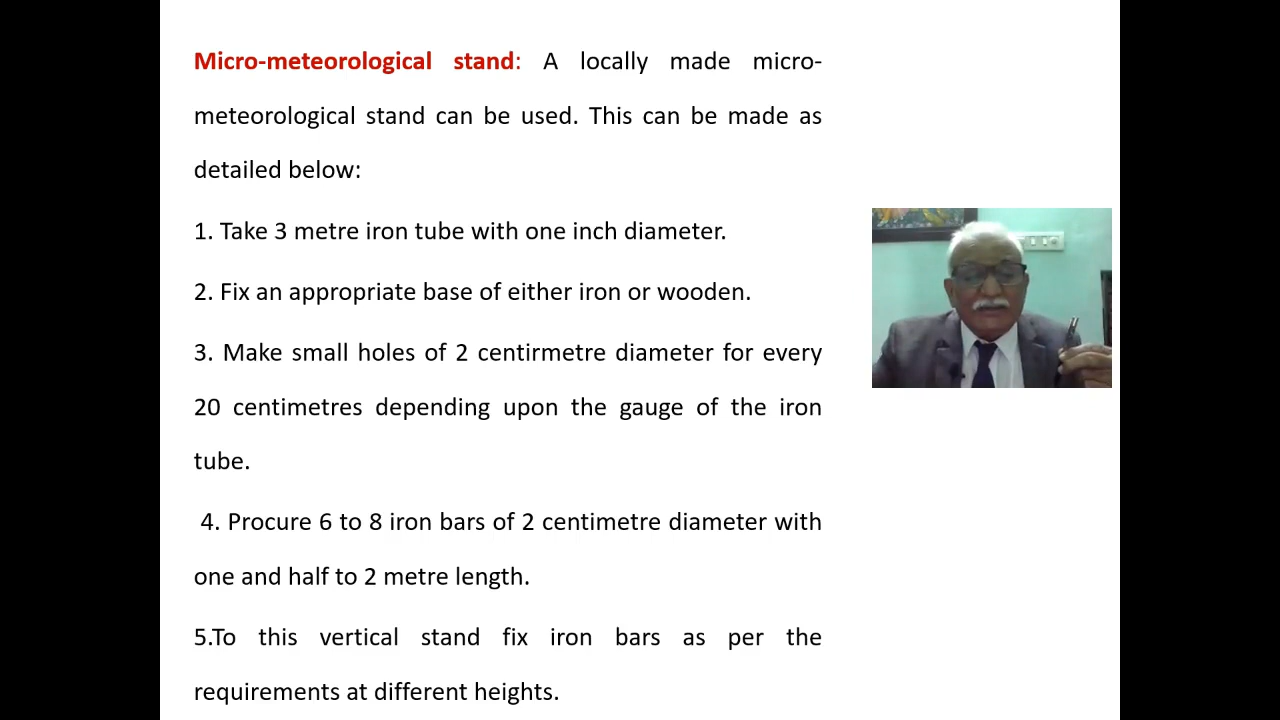 Micro-meteorological stand: A locally made micro-
meteorological stand can be used. This can be made as
detailed below:
1. Take 3 metre iron tube with one inch diameter.
2. Fix an appropriate base of either iron or wooden.
3. Make small holes of 2 centirmetre diameter for every
20 centimetres depending upon the gauge of the iron
tube.
4. Procure 6 to 8 iron bars of 2 centimetre diameter with
one and half to 2 metre length.
5.To this vertical stand fix iron bars as per the
requirements at different heights.